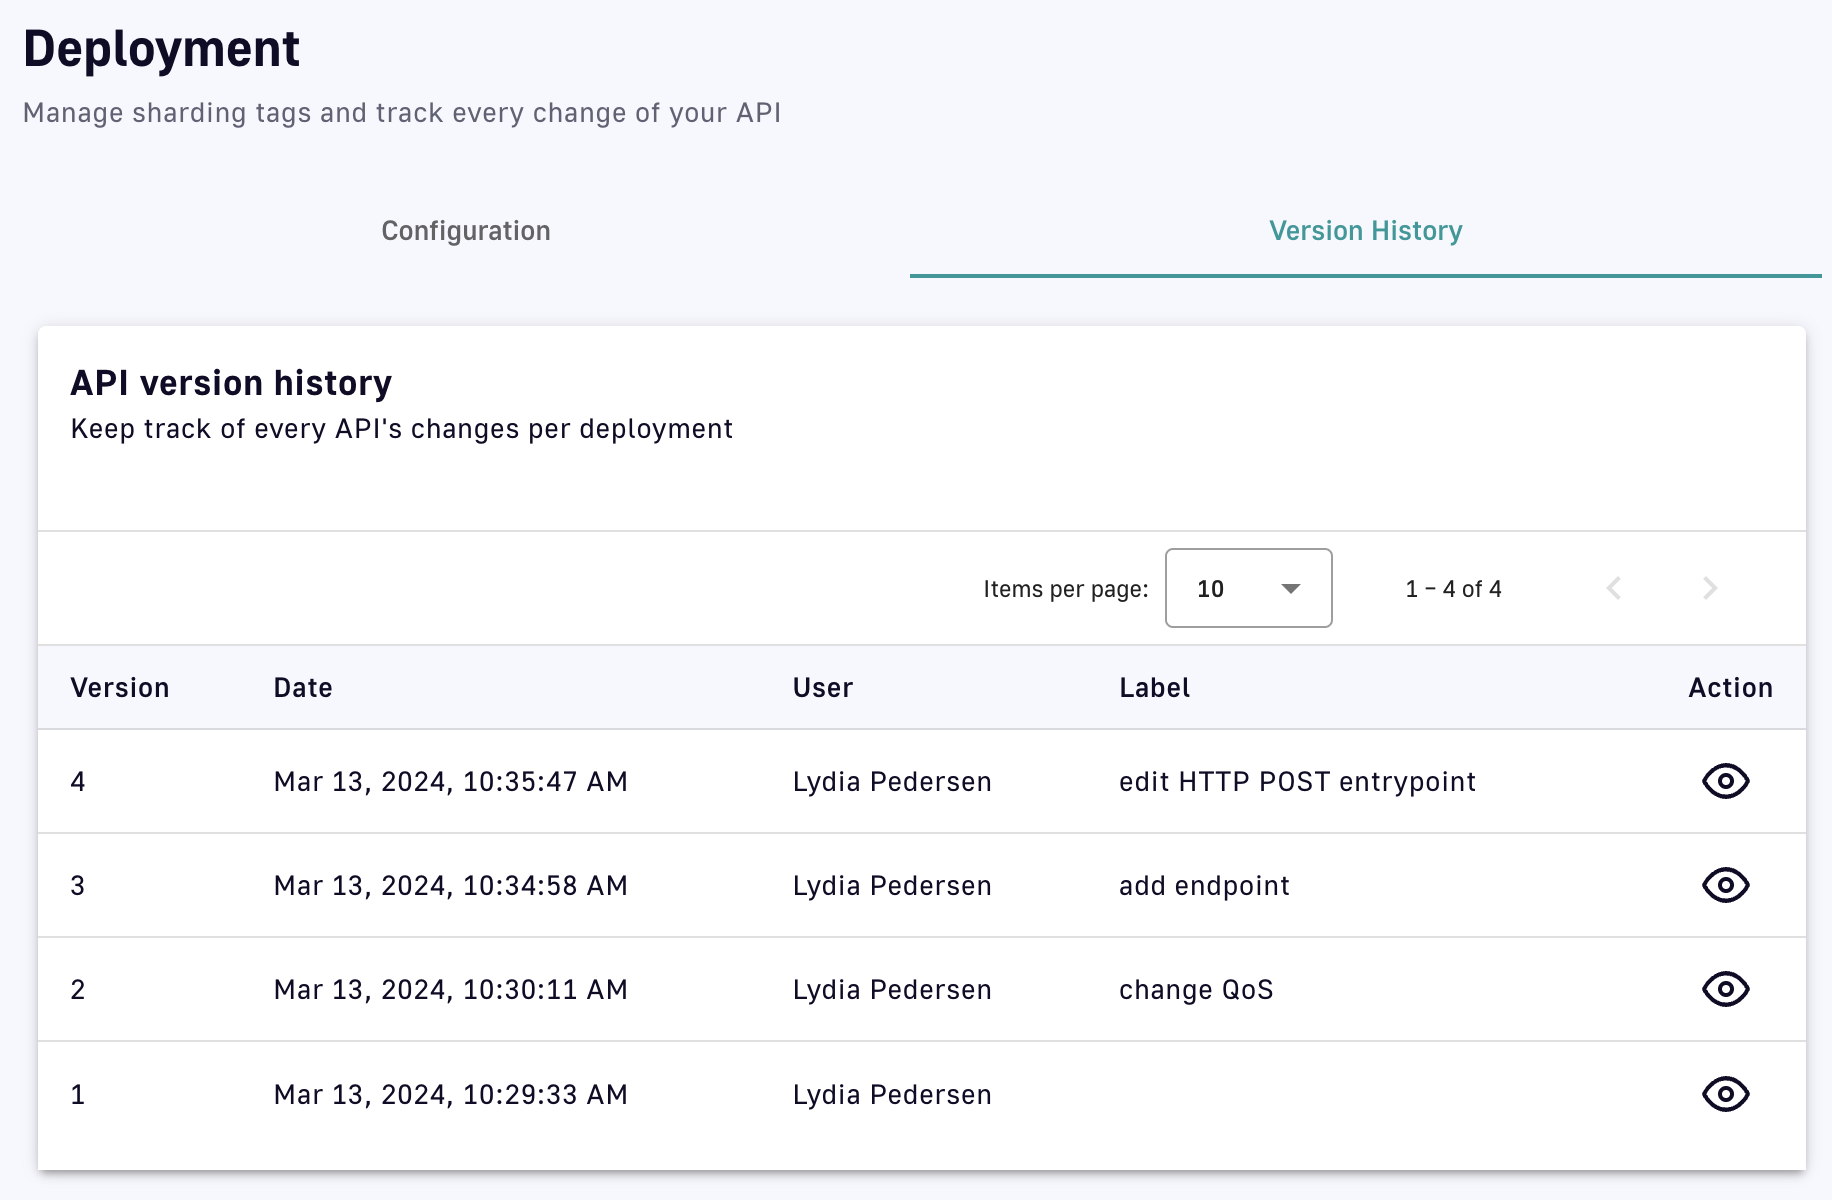 Deployment
Manage sharding tags and track every change of your API
Configuration Version History
API version history
Keep track of every API's changes per deployment
Items per page: 10 1 – 4 of 4
Version Date User Label Action
4 Mar 13, 2024, 10:35:47 AM Lydia Pedersen edit HTTP POST entrypoint
3 Mar 13, 2024, 10:34:58 AM Lydia Pedersen add endpoint
2 Mar 13, 2024, 10:30:11 AM Lydia Pedersen change QoS
1 Mar 13, 2024, 10:29:33 AM Lydia Pedersen